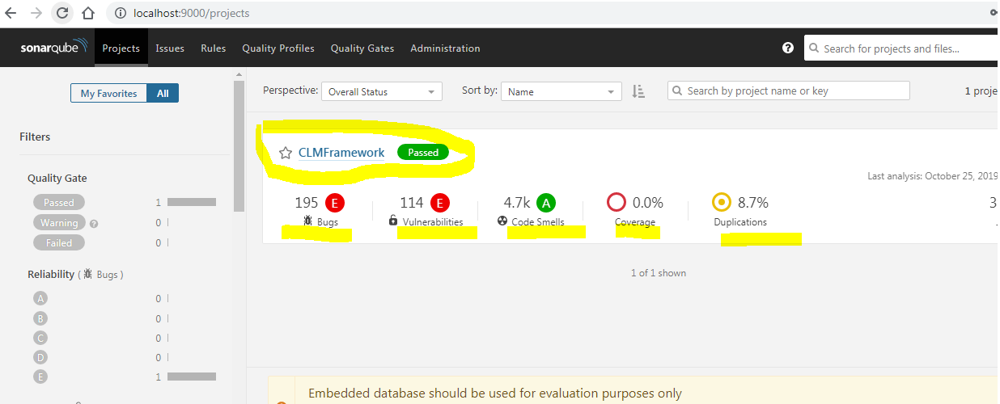 localhost:9000/projects
sonarqube Projects Issues Rules Quality Profiles Quality Gates Administration ? Search for projects and files...
My Favorites All
Perspective: Overall Status Sort by: Name Search by project name or key 1 proje
Filters
CLMFramework Passed
Quality Gate
Last analysis: October 25, 2019
Passed 1
195 E 114 E 4.7k A 0.0% 8.7% 3
Warning ? 0
Bugs Vulnerabilities Code Smells Coverage Duplications
Failed 0
Reliability ( Bugs )
1 of 1 shown
A 0
B 0
C 0
D 0
E 1
Embedded database should be used for evaluation purposes only